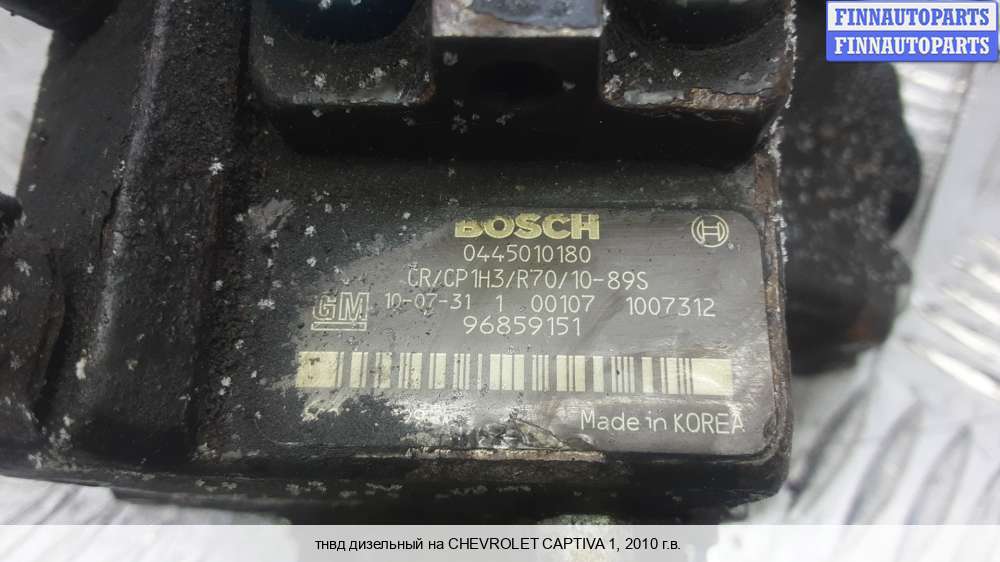 FINNAUTOPARTS
FINNAUTOPARTS
BOSCH
0445010180
CR/CP1H3/R70/10-89S
GM 10-07-31 1 00107 1007312
96859151
Made in KOREA
тнвд дизельный на CHEVROLET CAPTIVA 1, 2010 г.в.